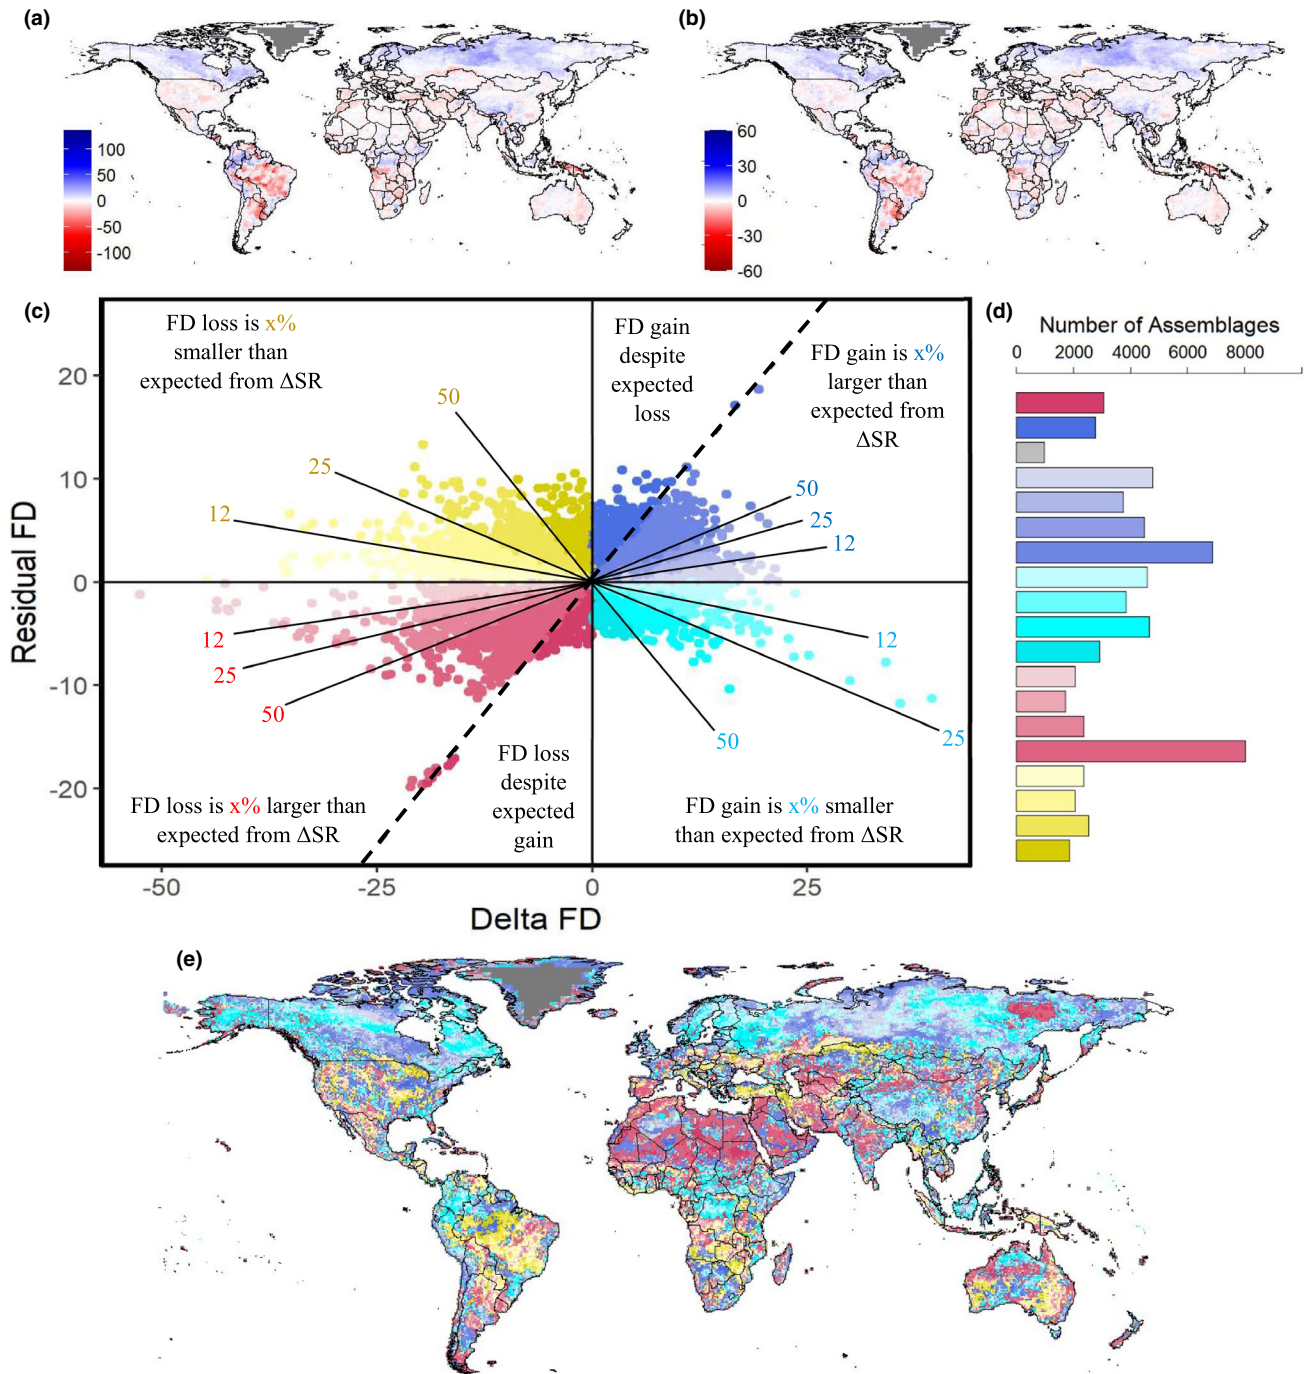 (a)
100
50
0
-50
-100
(b)
60
30
0
-30
-60
(c)
FD loss is x%
smaller than
expected from ΔSR
FD gain
despite
expected
loss
FD gain is x%
larger than
expected from
ΔSR
50
25
12
50
25
12
12
25
50
12
25
50
FD loss is x% larger than
expected from ΔSR
FD loss
despite
expected
gain
FD gain is x% smaller
than expected from ΔSR
20
10
0
-10
-20
Residual FD
-50
-25
0
25
Delta FD
(d)
Number of Assemblages
0
2000
4000
6000
8000
(e)